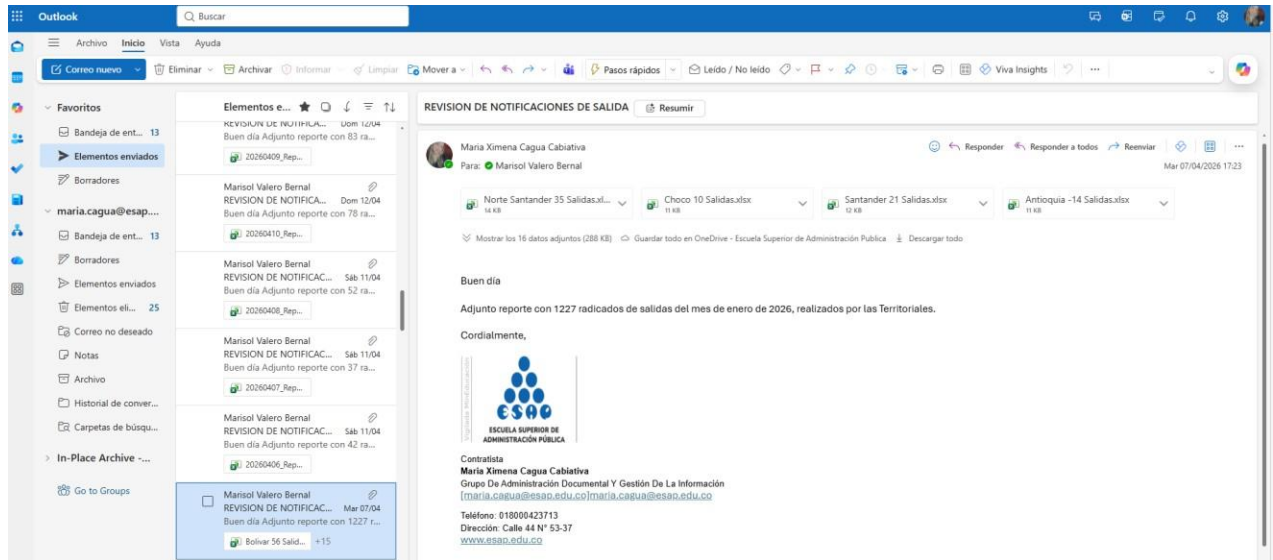 Outlook
Buscar
Archivo Inicio Vista Ayuda
Correo nuevo Eliminar Archivar Informar Limpiar Mover a Pasos rápidos Leído / No leído Viva Insights
Favoritos
Bandeja de ent... 13
Elementos enviados
Borradores
maria.cagua@esap....
Bandeja de ent... 13
Borradores
Elementos enviados
Elementos eli... 25
Correo no deseado
Notas
Archivo
Historial de conver...
Carpetas de búsqu...
In-Place Archive -...
Go to Groups
Elementos e...
REVISION DE NOTIFICA... Dom 12/04
Buen día Adjunto reporte con 83 ra...
20260409_Rep...
Marisol Valero Bernal
REVISION DE NOTIFICA... Dom 12/04
Buen día Adjunto reporte con 78 ra...
20260410_Rep...
Marisol Valero Bernal
REVISION DE NOTIFICAC... Sáb 11/04
Buen día Adjunto reporte con 52 ra...
20260408_Rep...
Marisol Valero Bernal
REVISION DE NOTIFICAC... Sáb 11/04
Buen día Adjunto reporte con 37 ra...
20260407_Rep...
Marisol Valero Bernal
REVISION DE NOTIFICAC... Sáb 11/04
Buen día Adjunto reporte con 42 ra...
20260406_Rep...
Marisol Valero Bernal
REVISION DE NOTIFICAC... Mar 07/04
Buen día Adjunto reporte con 1227 r...
Bolivar 56 Salid... +15
REVISION DE NOTIFICACIONES DE SALIDA Resumir
Maria Ximena Cagua Cabiativa
Responder Responder a todos Reenviar
Para: Marisol Valero Bernal
Mar 07/04/2026 17:23
Norte Santander 35 Salidas.xl...
14 KB
Choco 10 Salidas.xlsx
11 KB
Santander 21 Salidas.xlsx
12 KB
Antioquia -14 Salidas.xlsx
11 KB
Mostrar los 16 datos adjuntos (288 KB) Guardar todo en OneDrive - Escuela Superior de Administración Publica Descargar todo
Buen día
Adjunto reporte con 1227 radicados de salidas del mes de enero de 2026, realizados por las Territoriales.
Cordialmente,
Vigilada MinEducación
esap
ESCUELA SUPERIOR DE
ADMINISTRACIÓN PÚBLICA
Contratista
Maria Ximena Cagua Cabiativa
Grupo De Administración Documental Y Gestión De La Información
[maria.cagua@esap.edu.co]maria.cagua@esap.edu.co
Teléfono: 018000423713
Dirección: Calle 44 N° 53-37
www.esap.edu.co